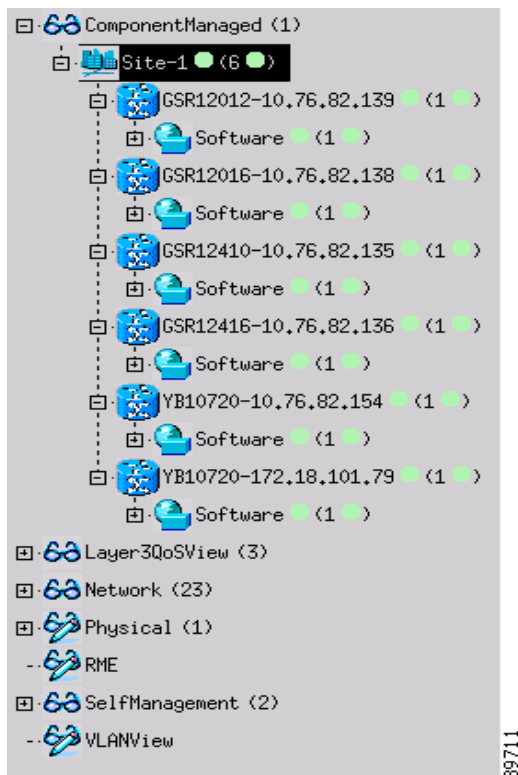 ComponentManaged (1)
Site-1 (6)
GSR12012-10.76.82.139 (1)
Software (1)
GSR12016-10.76.82.138 (1)
Software (1)
GSR12410-10.76.82.135 (1)
Software (1)
GSR12416-10.76.82.136 (1)
Software (1)
YB10720-10.76.82.154 (1)
Software (1)
YB10720-172.18.101.79 (1)
Software (1)
Layer3QoSView (3)
Network (23)
Physical (1)
RME
SelfManagement (2)
VLANView